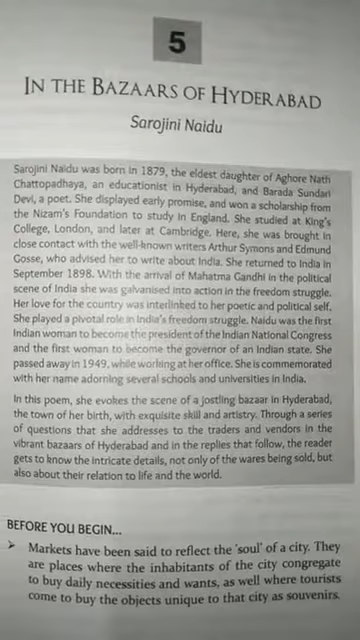 5
IN THE BAZAARS OF HYDERABAD
Sarojini Naidu
Sarojini Naidu was born in 1879, the eldest daughter of Aghore Nath
Chattopadhaya, an educationist in Hyderabad, and Barada Sundari
Devi, a poet. She displayed early promise, and won a scholarship from
the Nizam's Foundation to study in England. She studied at King's
College, London, and later at Cambridge. Here, she was brought in
close contact with the well-known writers Arthur Symons and Edmund
Gosse, who advised her to write about India. She returned to India in
September 1898. With the arrival of Mahatma Gandhi in the political
scene of India she was galvanised into action in the freedom struggle.
Her love for the country was interlinked to her poetic and political self.
She played a pivotal role in India's freedom struggle. Naidu was the first
Indian woman to become the president of the Indian National Congress
and the first woman to become the governor of an Indian state. She
passed away in 1949, while working at her office. She is commemorated
with her name adorning several schools and universities in India.
In this poem, she evokes the scene of a jostling bazaar in Hyderabad,
the town of her birth, with exquisite skill and artistry. Through a series
of questions that she addresses to the traders and vendors in the
vibrant bazaars of Hyderabad and in the replies that follow, the reader
gets to know the intricate details, not only of the wares being sold, but
also about their relation to life and the world.
BEFORE YOU BEGIN...
➢ Markets have been said to reflect the 'soul' of a city. They
are places where the inhabitants of the city congregate
to buy daily necessities and wants, as well where tourists
come to buy the objects unique to that city as souvenirs.